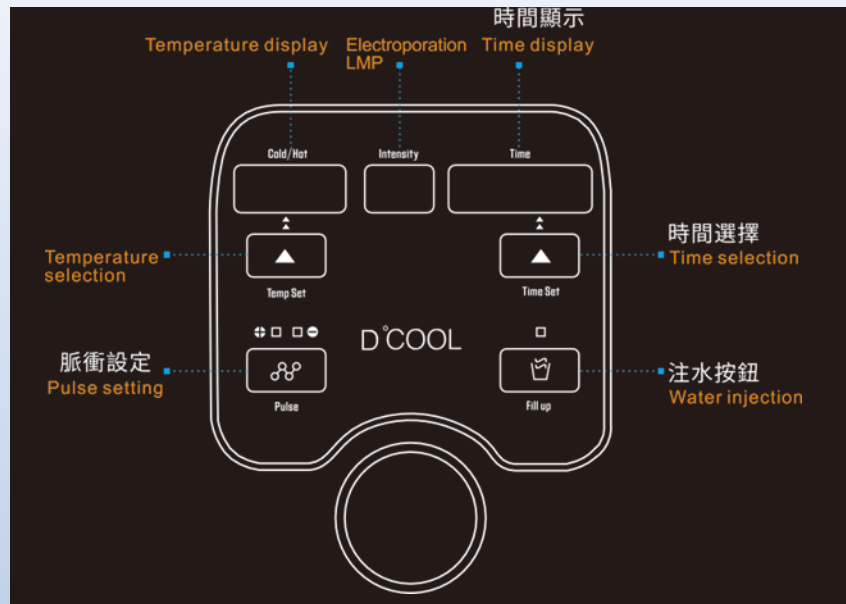 時間顯示
Temperature display
Electroporation
LMP
Time display
Cold/Hot
Intensity
Time
Temperature
selection
Temp Set
Time Set
時間選擇
Time selection
D°COOL
脈衝設定
Pulse setting
Pulse
Fill up
注水按鈕
Water injection